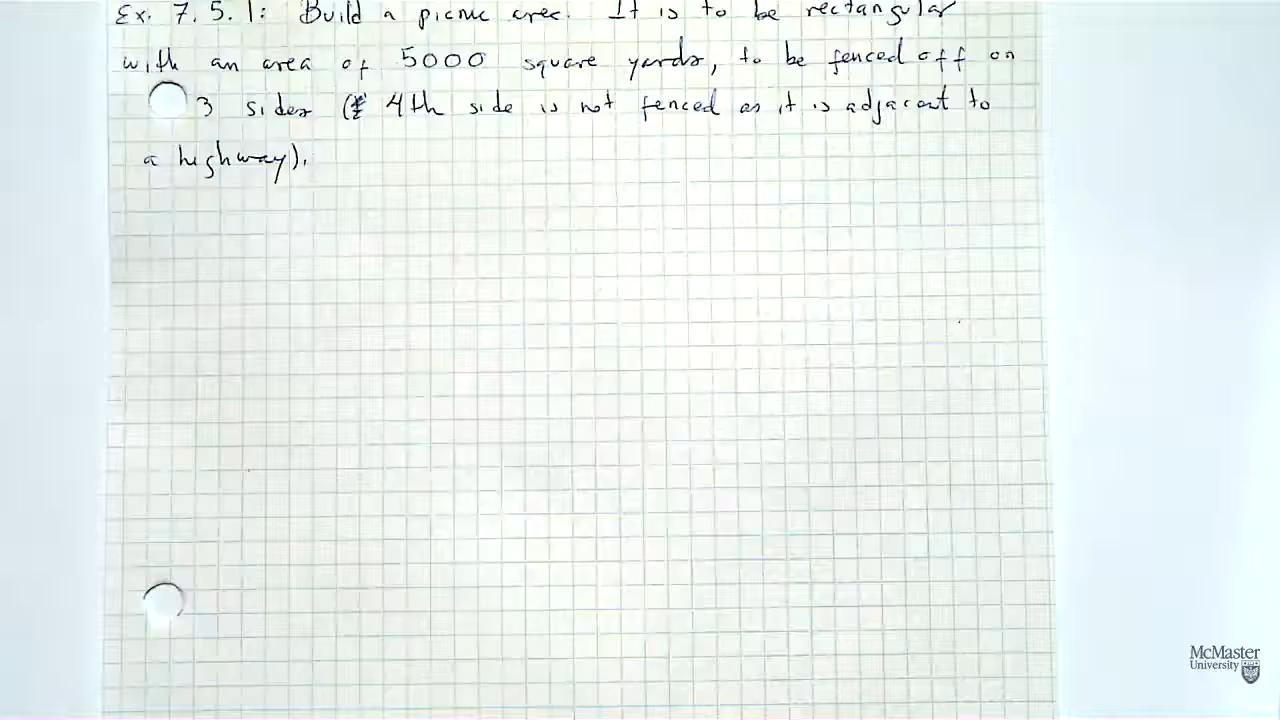 Ex. 7.5.1: Build a picnic area. It is to be rectangular
with an area of 5000 square yards, to be fenced off on
3 sides ( 4th side is not fenced as it is adjacent to
a highway).
McMaster
University